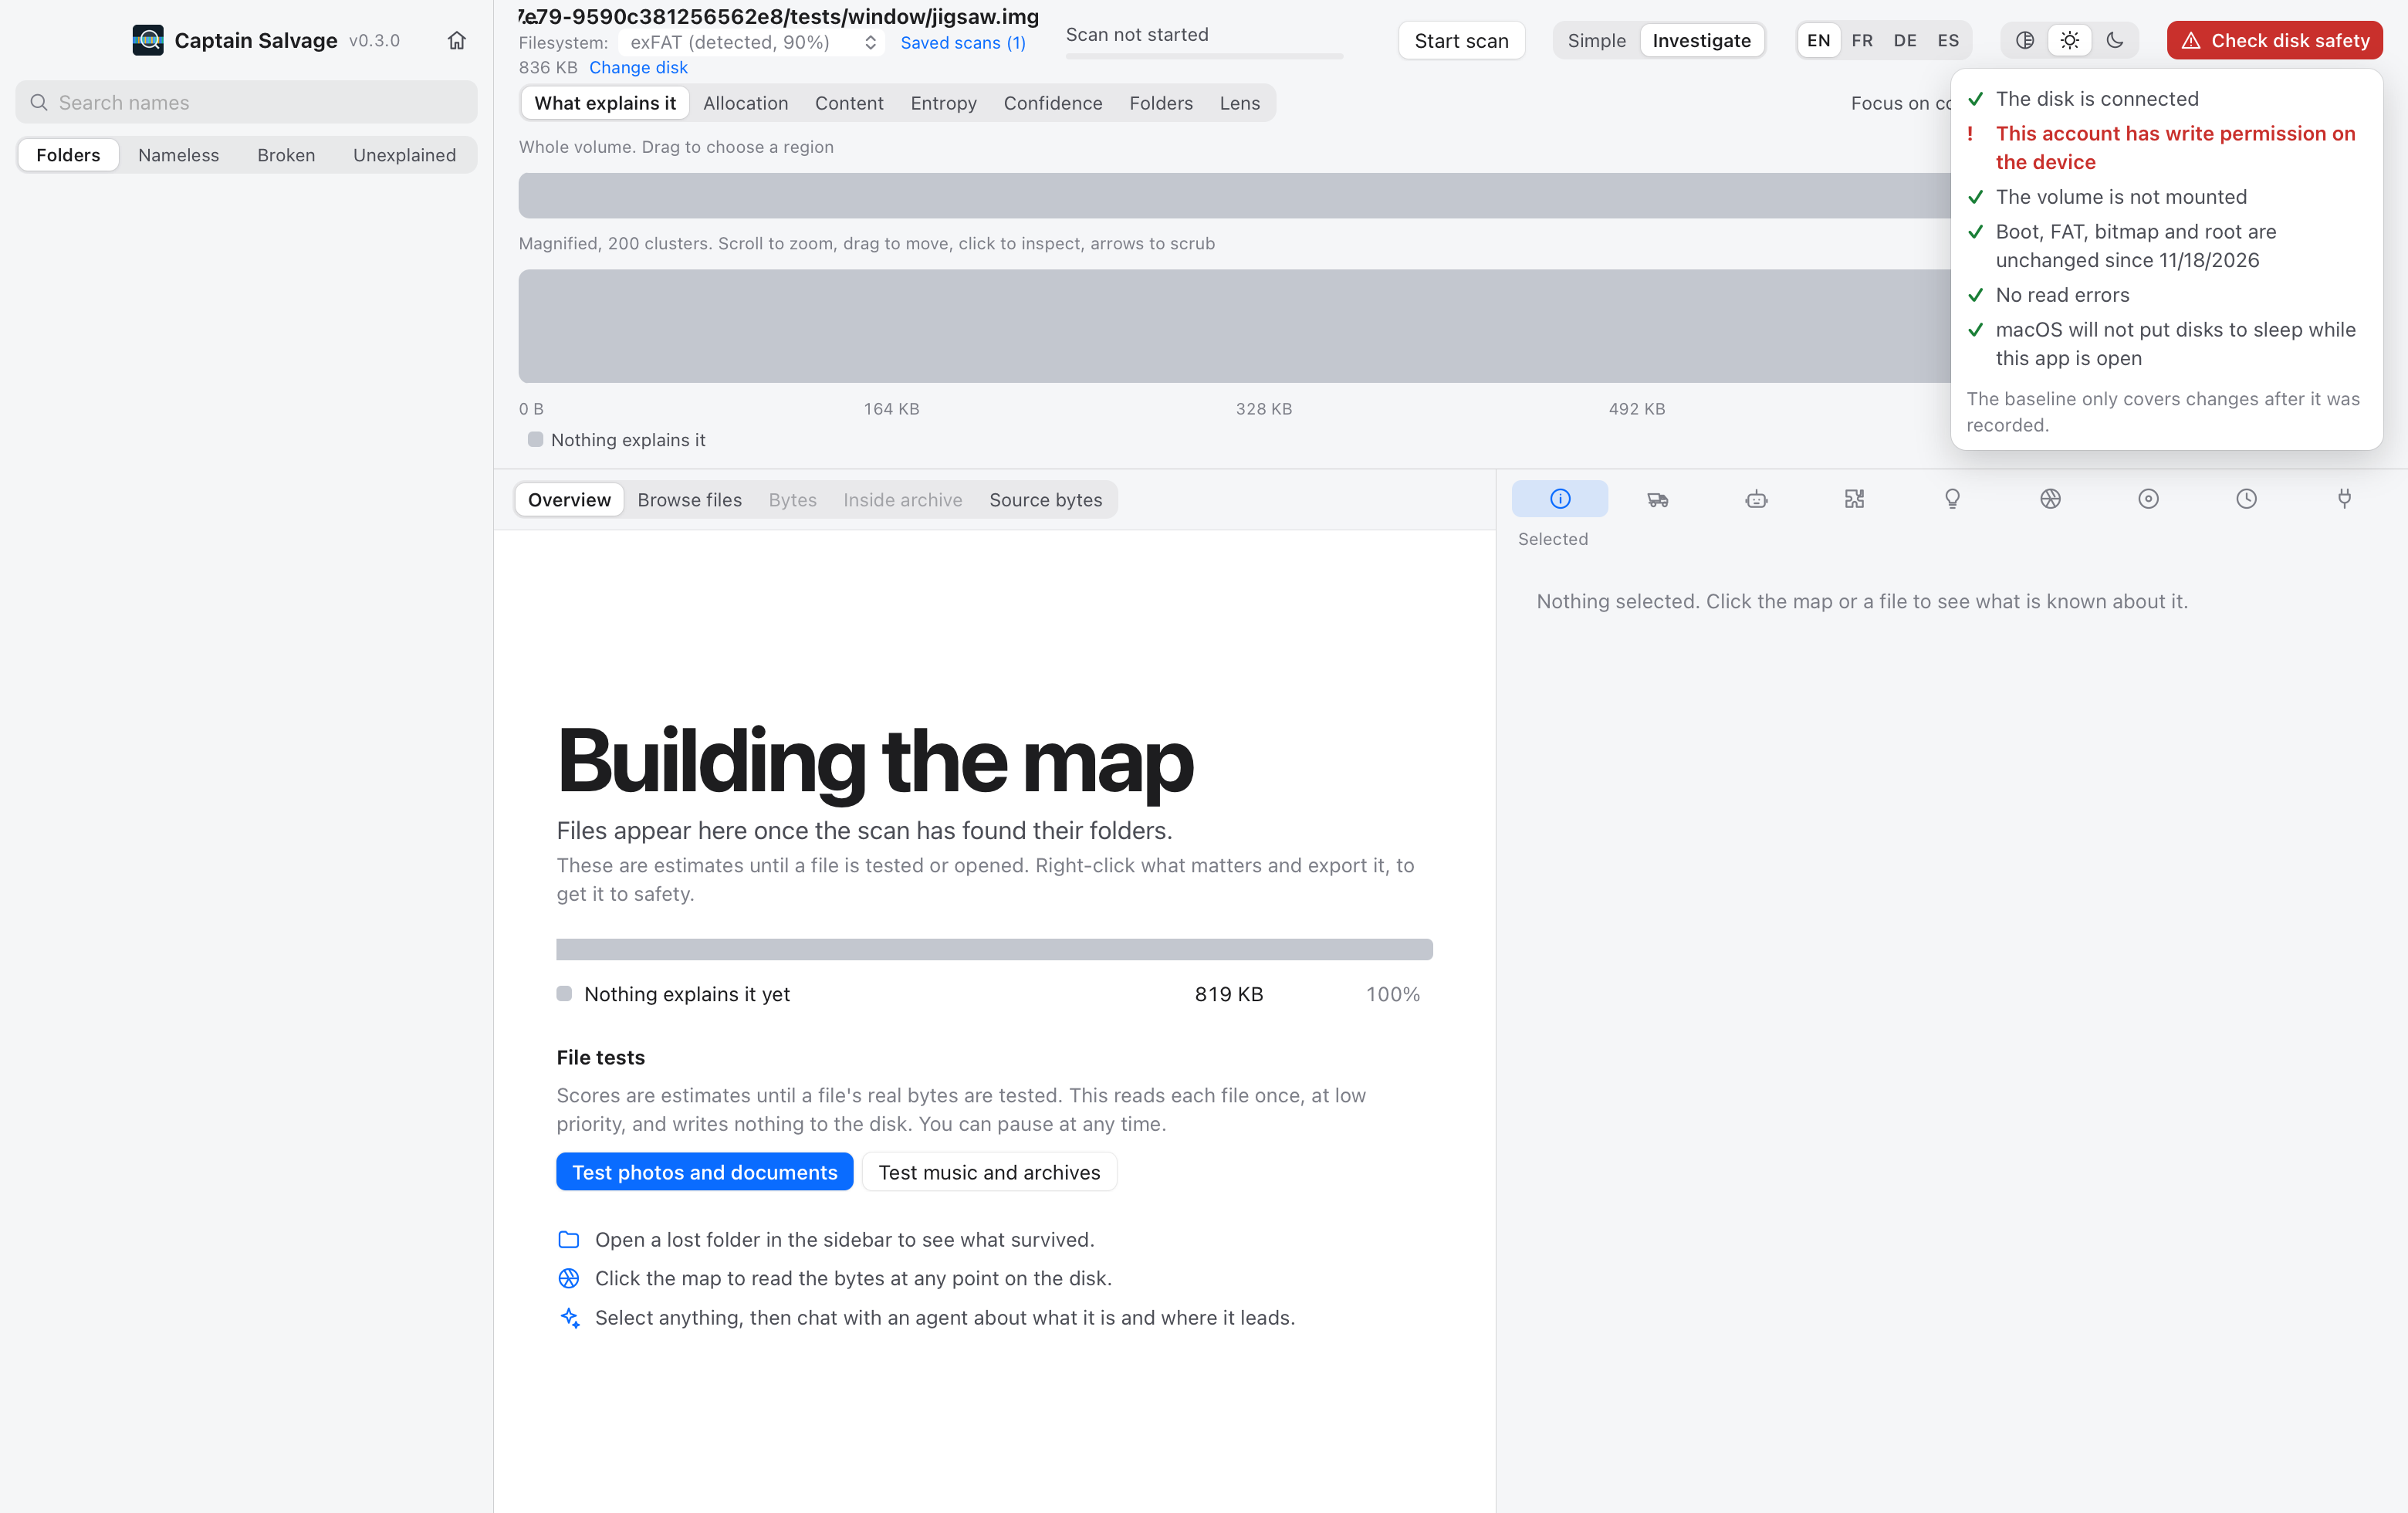 Captain Salvage v0.3.0
Search names
Folders Nameless Broken Unexplained
7e79-9590c381256562e8/tests/window/jigsaw.img
Filesystem: exFAT (detected, 90%) Saved scans (1)
836 KB Change disk
Scan not started
Start scan
Simple Investigate
EN FR DE ES
Check disk safety
What explains it Allocation Content Entropy Confidence Folders Lens
Focus on
The disk is connected
! This account has write permission on
the device
The volume is not mounted
Boot, FAT, bitmap and root are
unchanged since 11/18/2026
No read errors
macOS will not put disks to sleep while
this app is open
The baseline only covers changes after it was
recorded.
Whole volume. Drag to choose a region
Magnified, 200 clusters. Scroll to zoom, drag to move, click to inspect, arrows to scrub
0 B 164 KB 328 KB 492 KB
Nothing explains it
Overview Browse files Bytes Inside archive Source bytes
Selected
Nothing selected. Click the map or a file to see what is known about it.
Building the map
Files appear here once the scan has found their folders.
These are estimates until a file is tested or opened. Right-click what matters and export it, to
get it to safety.
Nothing explains it yet 819 KB 100%
File tests
Scores are estimates until a file's real bytes are tested. This reads each file once, at low
priority, and writes nothing to the disk. You can pause at any time.
Test photos and documents Test music and archives
Open a lost folder in the sidebar to see what survived.
Click the map to read the bytes at any point on the disk.
Select anything, then chat with an agent about what it is and where it leads.